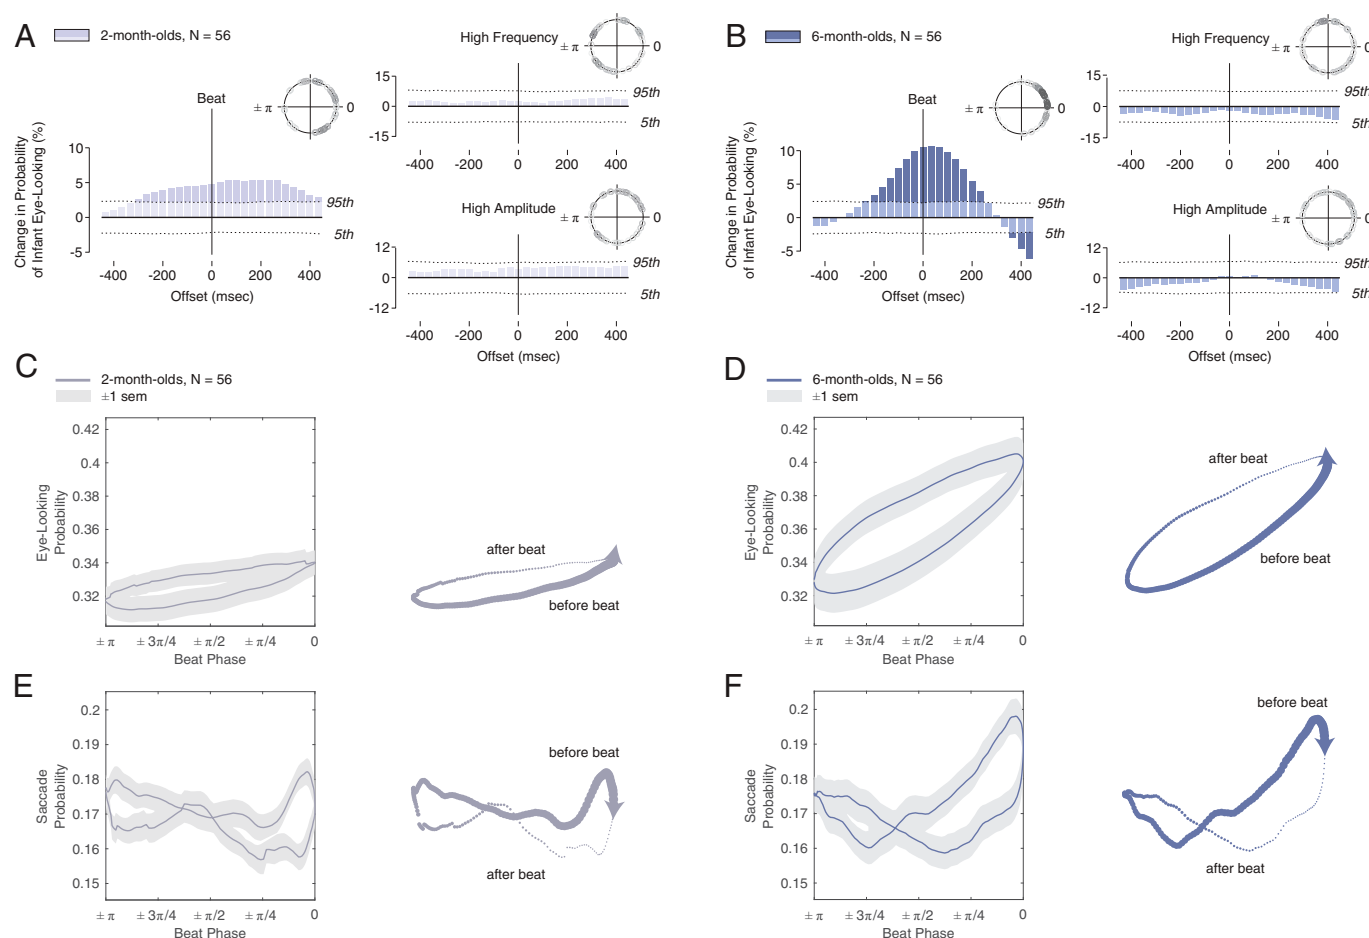 A
2-month-olds, N = 56
Change in Probability
of Infant Eye-Looking (%)
10
5
0
-5
Beat
± π
0
95th
5th
-400
-200
0
200
400
Offset (msec)
High Frequency
± π
0
15
0
-15
95th
5th
-400
-200
0
200
400
High Amplitude
± π
0
12
0
-12
95th
5th
-400
-200
0
200
400
Offset (msec)
B
6-month-olds, N = 56
Change in Probability
of Infant Eye-Looking (%)
10
5
0
-5
Beat
± π
0
95th
5th
-400
-200
0
200
400
Offset (msec)
High Frequency
± π
0
15
0
-15
95th
5th
-400
-200
0
200
400
High Amplitude
± π
0
12
0
-12
95th
5th
-400
-200
0
200
400
Offset (msec)
C
2-month-olds, N = 56
±1 sem
Eye-Looking
Probability
0.42
0.4
0.38
0.36
0.34
0.32
± π
± 3π/4
± π/2
± π/4
0
Beat Phase
after beat
before beat
D
6-month-olds, N = 56
±1 sem
Eye-Looking
Probability
0.42
0.4
0.38
0.36
0.34
0.32
± π
± 3π/4
± π/2
± π/4
0
Beat Phase
after beat
before beat
E
Saccade
Probability
0.2
0.19
0.18
0.17
0.16
0.15
± π
± 3π/4
± π/2
± π/4
0
Beat Phase
before beat
after beat
F
Saccade
Probability
0.2
0.19
0.18
0.17
0.16
0.15
± π
± 3π/4
± π/2
± π/4
0
Beat Phase
before beat
after beat